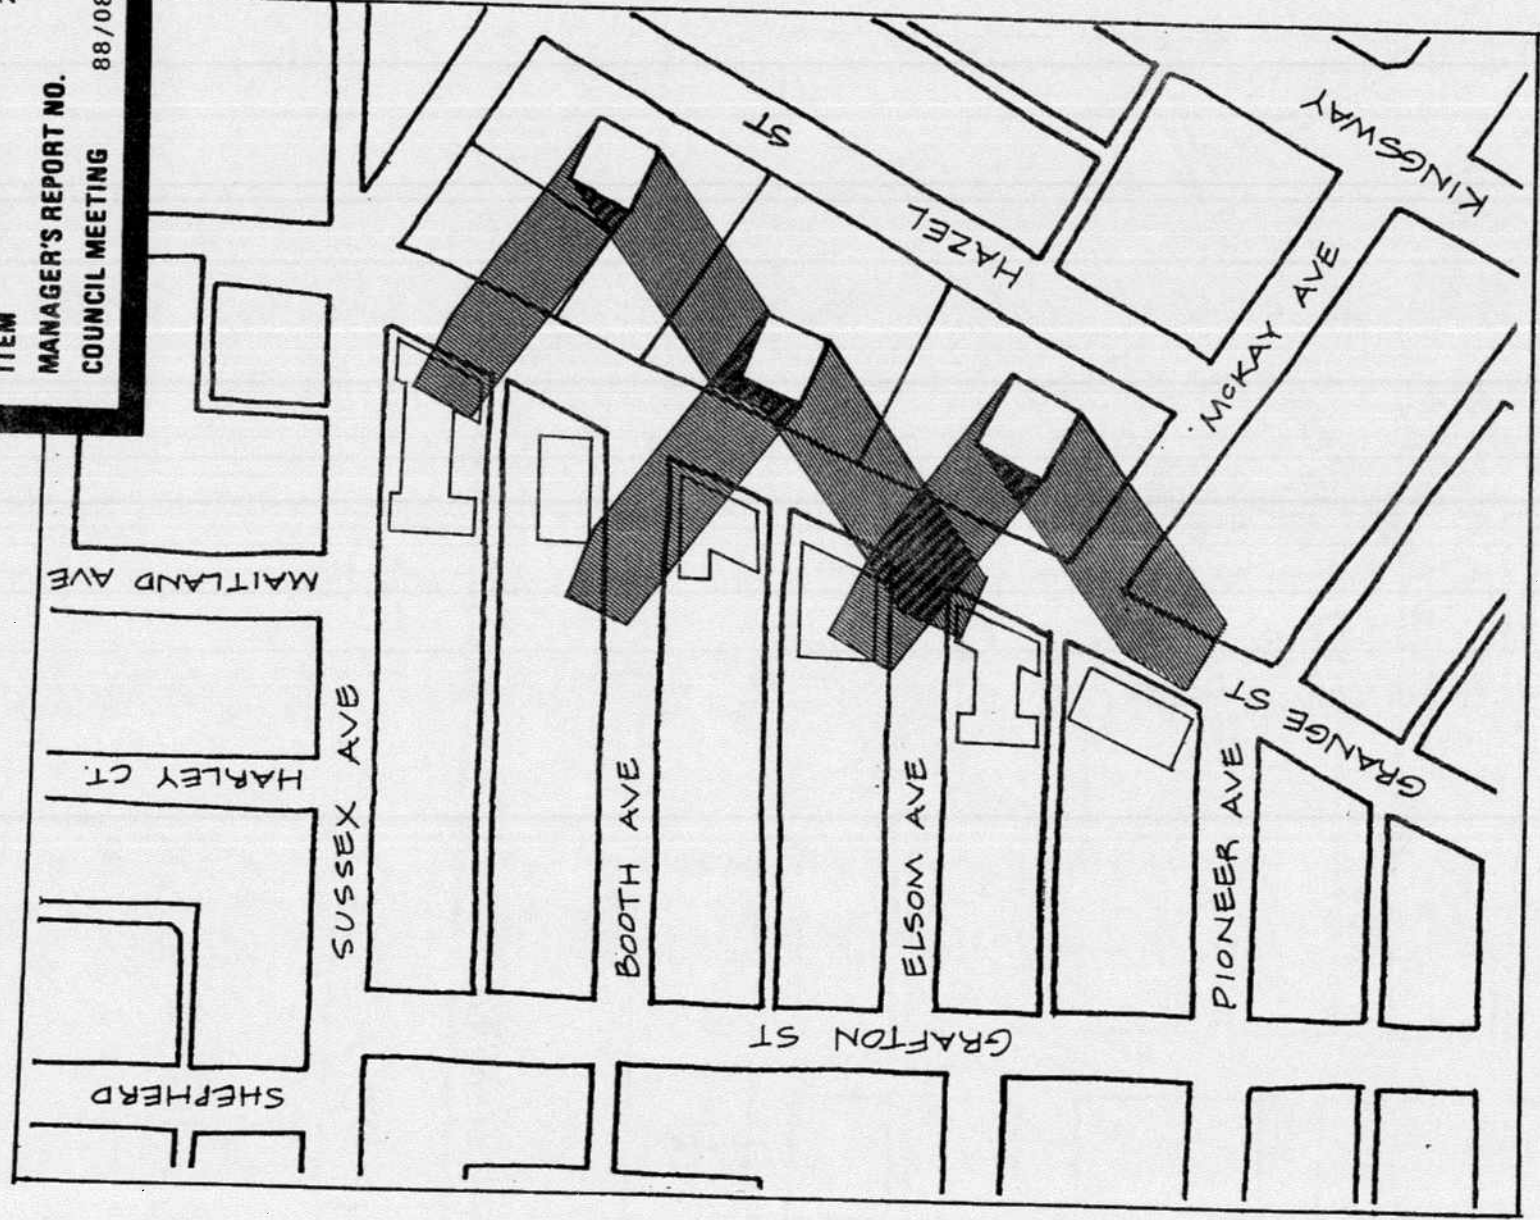 ITEM
MANAGER'S REPORT NO.
COUNCIL MEETING 88/08
ST
HAZEL
KINGSWAY
McKAY AVE
MAITLAND AVE
HARLEY CT.
SUSSEX AVE
BOOTH AVE
ELSOM AVE
PIONEER AVE
GRANGE ST
GRAFTON ST
SHEPHERD